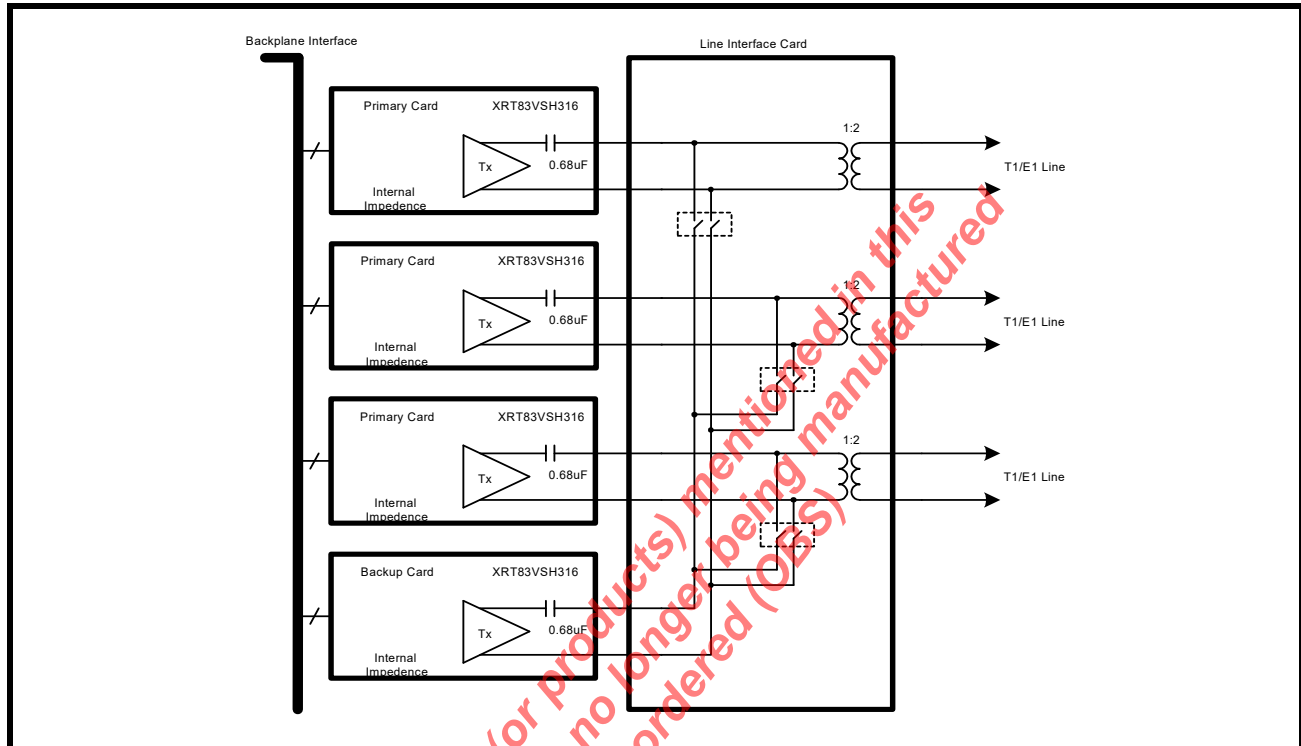 Backplane Interface
Line Interface Card
Primary Card XRT83VSH316
Tx
0.68uF
Internal
Impedence
1:2
T1/E1 Line
Primary Card XRT83VSH316
Tx
0.68uF
Internal
Impedence
1:2
T1/E1 Line
Primary Card XRT83VSH316
Tx
0.68uF
Internal
Impedence
1:2
T1/E1 Line
Backup Card XRT83VSH316
Tx
0.68uF
Internal
Impedence
(or products) mentioned in this
no longer being manufactured
ordered (OBS)